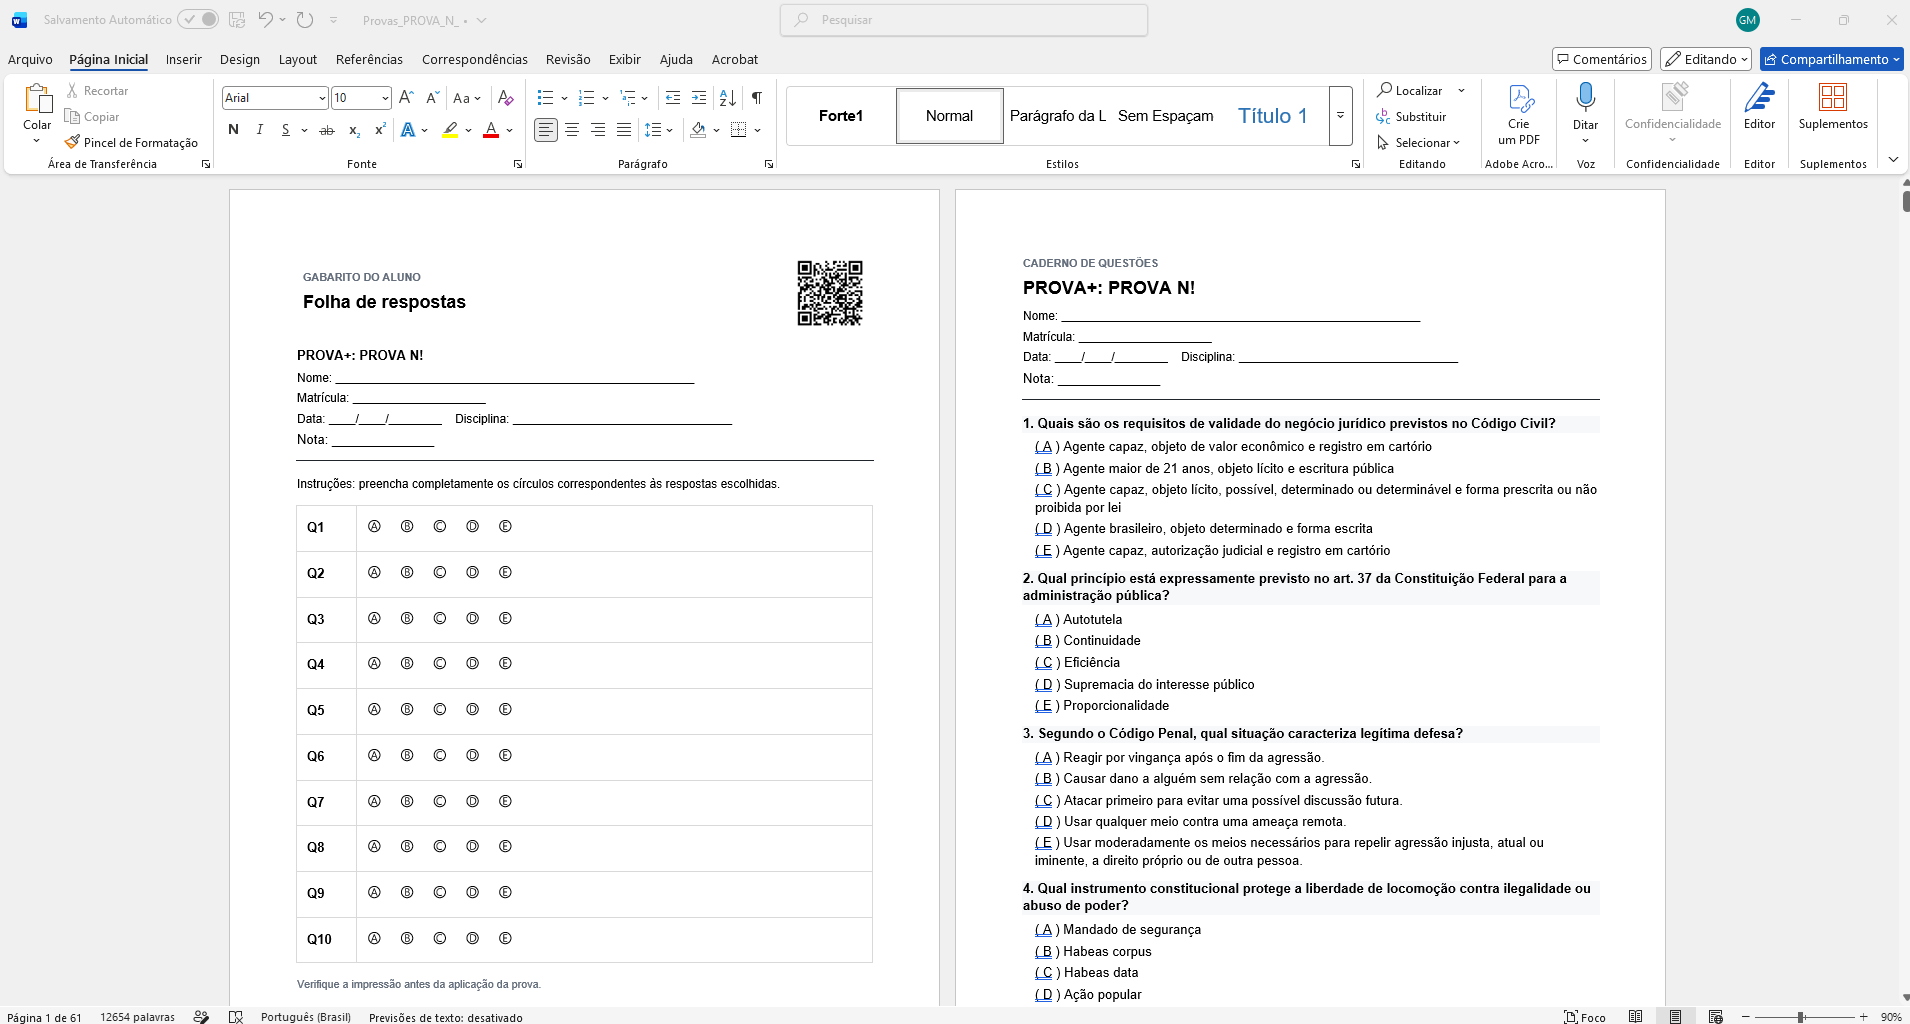 Salvamento Automático
Provas_PROVA_N_ •
Pesquisar
GM
Arquivo
Página Inicial
Inserir
Design
Layout
Referências
Correspondências
Revisão
Exibir
Ajuda
Acrobat
Comentários
Editando
Compartilhamento
Colar
Recortar
Copiar
Pincel de Formatação
Área de Transferência
Arial
10
Fonte
Parágrafo
Forte1
Normal
Parágrafo da L
Sem Espaçam
Título 1
Estilos
Localizar
Substituir
Selecionar
Editando
Crie
um PDF
Adobe Acro...
Ditar
Voz
Confidencialidade
Confidencialidade
Editor
Editor
Suplementos
Suplementos
GABARITO DO ALUNO
Folha de respostas
PROVA+: PROVA N!
Nome: ____
Matrícula: ____
Data: ____/____/________ Disciplina: ____
Nota: ____
Instruções: preencha completamente os círculos correspondentes às respostas escolhidas.
Q1 Ⓐ Ⓑ Ⓒ Ⓓ Ⓔ
Q2 Ⓐ Ⓑ Ⓒ Ⓓ Ⓔ
Q3 Ⓐ Ⓑ Ⓒ Ⓓ Ⓔ
Q4 Ⓐ Ⓑ Ⓒ Ⓓ Ⓔ
Q5 Ⓐ Ⓑ Ⓒ Ⓓ Ⓔ
Q6 Ⓐ Ⓑ Ⓒ Ⓓ Ⓔ
Q7 Ⓐ Ⓑ Ⓒ Ⓓ Ⓔ
Q8 Ⓐ Ⓑ Ⓒ Ⓓ Ⓔ
Q9 Ⓐ Ⓑ Ⓒ Ⓓ Ⓔ
Q10 Ⓐ Ⓑ Ⓒ Ⓓ Ⓔ
Verifique a impressão antes da aplicação da prova.
CADERNO DE QUESTÕES
PROVA+: PROVA N!
Nome: ____
Matrícula: ____
Data: ____/____/________ Disciplina: ____
Nota: ____
1. Quais são os requisitos de validade do negócio jurídico previstos no Código Civil?
( A ) Agente capaz, objeto de valor econômico e registro em cartório
( B ) Agente maior de 21 anos, objeto lícito e escritura pública
( C ) Agente capaz, objeto lícito, possível, determinado ou determinável e forma prescrita ou não
proibida por lei
( D ) Agente brasileiro, objeto determinado e forma escrita
( E ) Agente capaz, autorização judicial e registro em cartório
2. Qual princípio está expressamente previsto no art. 37 da Constituição Federal para a
administração pública?
( A ) Autotutela
( B ) Continuidade
( C ) Eficiência
( D ) Supremacia do interesse público
( E ) Proporcionalidade
3. Segundo o Código Penal, qual situação caracteriza legítima defesa?
( A ) Reagir por vingança após o fim da agressão.
( B ) Causar dano a alguém sem relação com a agressão.
( C ) Atacar primeiro para evitar uma possível discussão futura.
( D ) Usar qualquer meio contra uma ameaça remota.
( E ) Usar moderadamente os meios necessários para repelir agressão injusta, atual ou
iminente, a direito próprio ou de outra pessoa.
4. Qual instrumento constitucional protege a liberdade de locomoção contra ilegalidade ou
abuso de poder?
( A ) Mandado de segurança
( B ) Habeas corpus
( C ) Habeas data
( D ) Ação popular
Página 1 de 61
12654 palavras
Português (Brasil)
Previsões de texto: desativado
Foco
90%